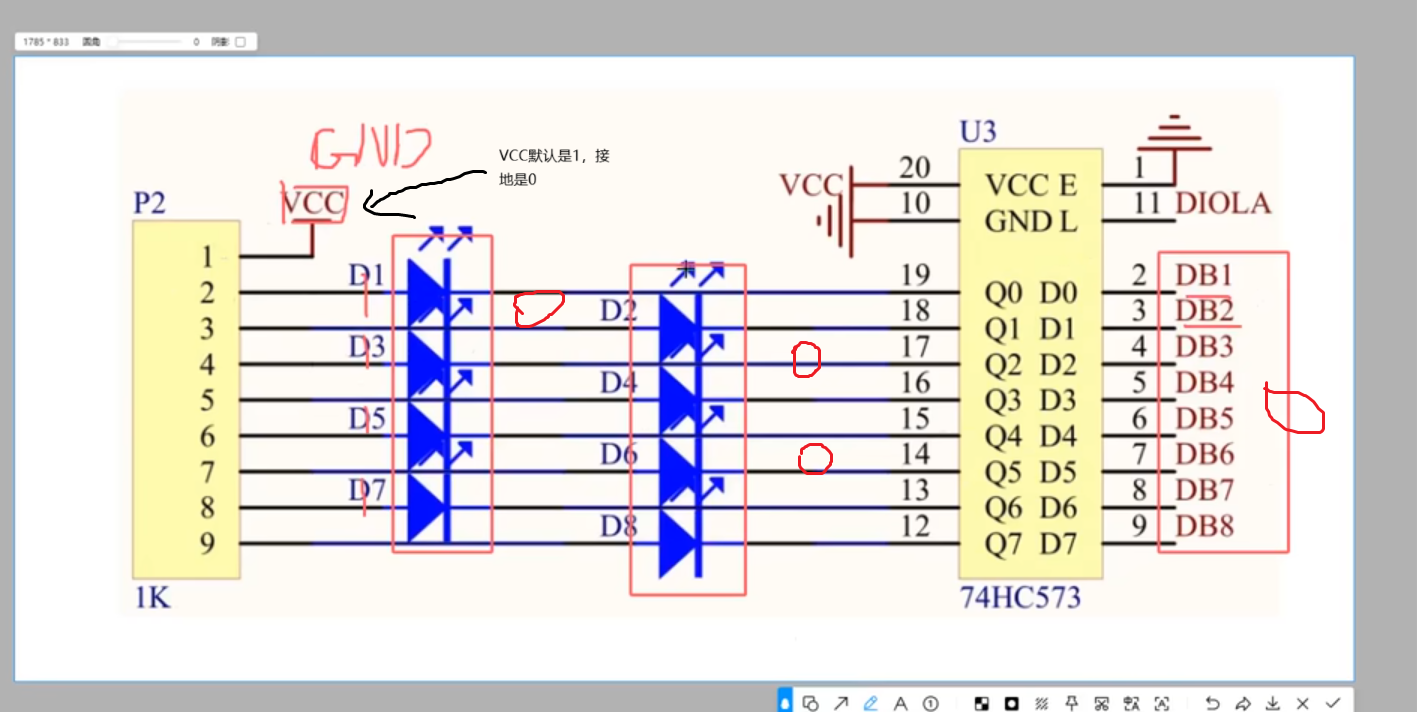 1785 * 833 圆角 0 阴影
GND
VCC默认是1，接
地是0
U3
P2
VCC
VCC
20
VCC E
1
10
GND L
11 DIOLA
1
2
3
4
5
6
7
8
9
1K
D1
D3
D5
D7
D2
D4
D6
D8
19
Q0 D0
2
DB1
18
Q1 D1
3
DB2
17
Q2 D2
4
DB3
16
Q3 D3
5
DB4
15
Q4 D4
6
DB5
14
Q5 D5
7
DB6
13
Q6 D6
8
DB7
12
Q7 D7
9
DB8
74HC573